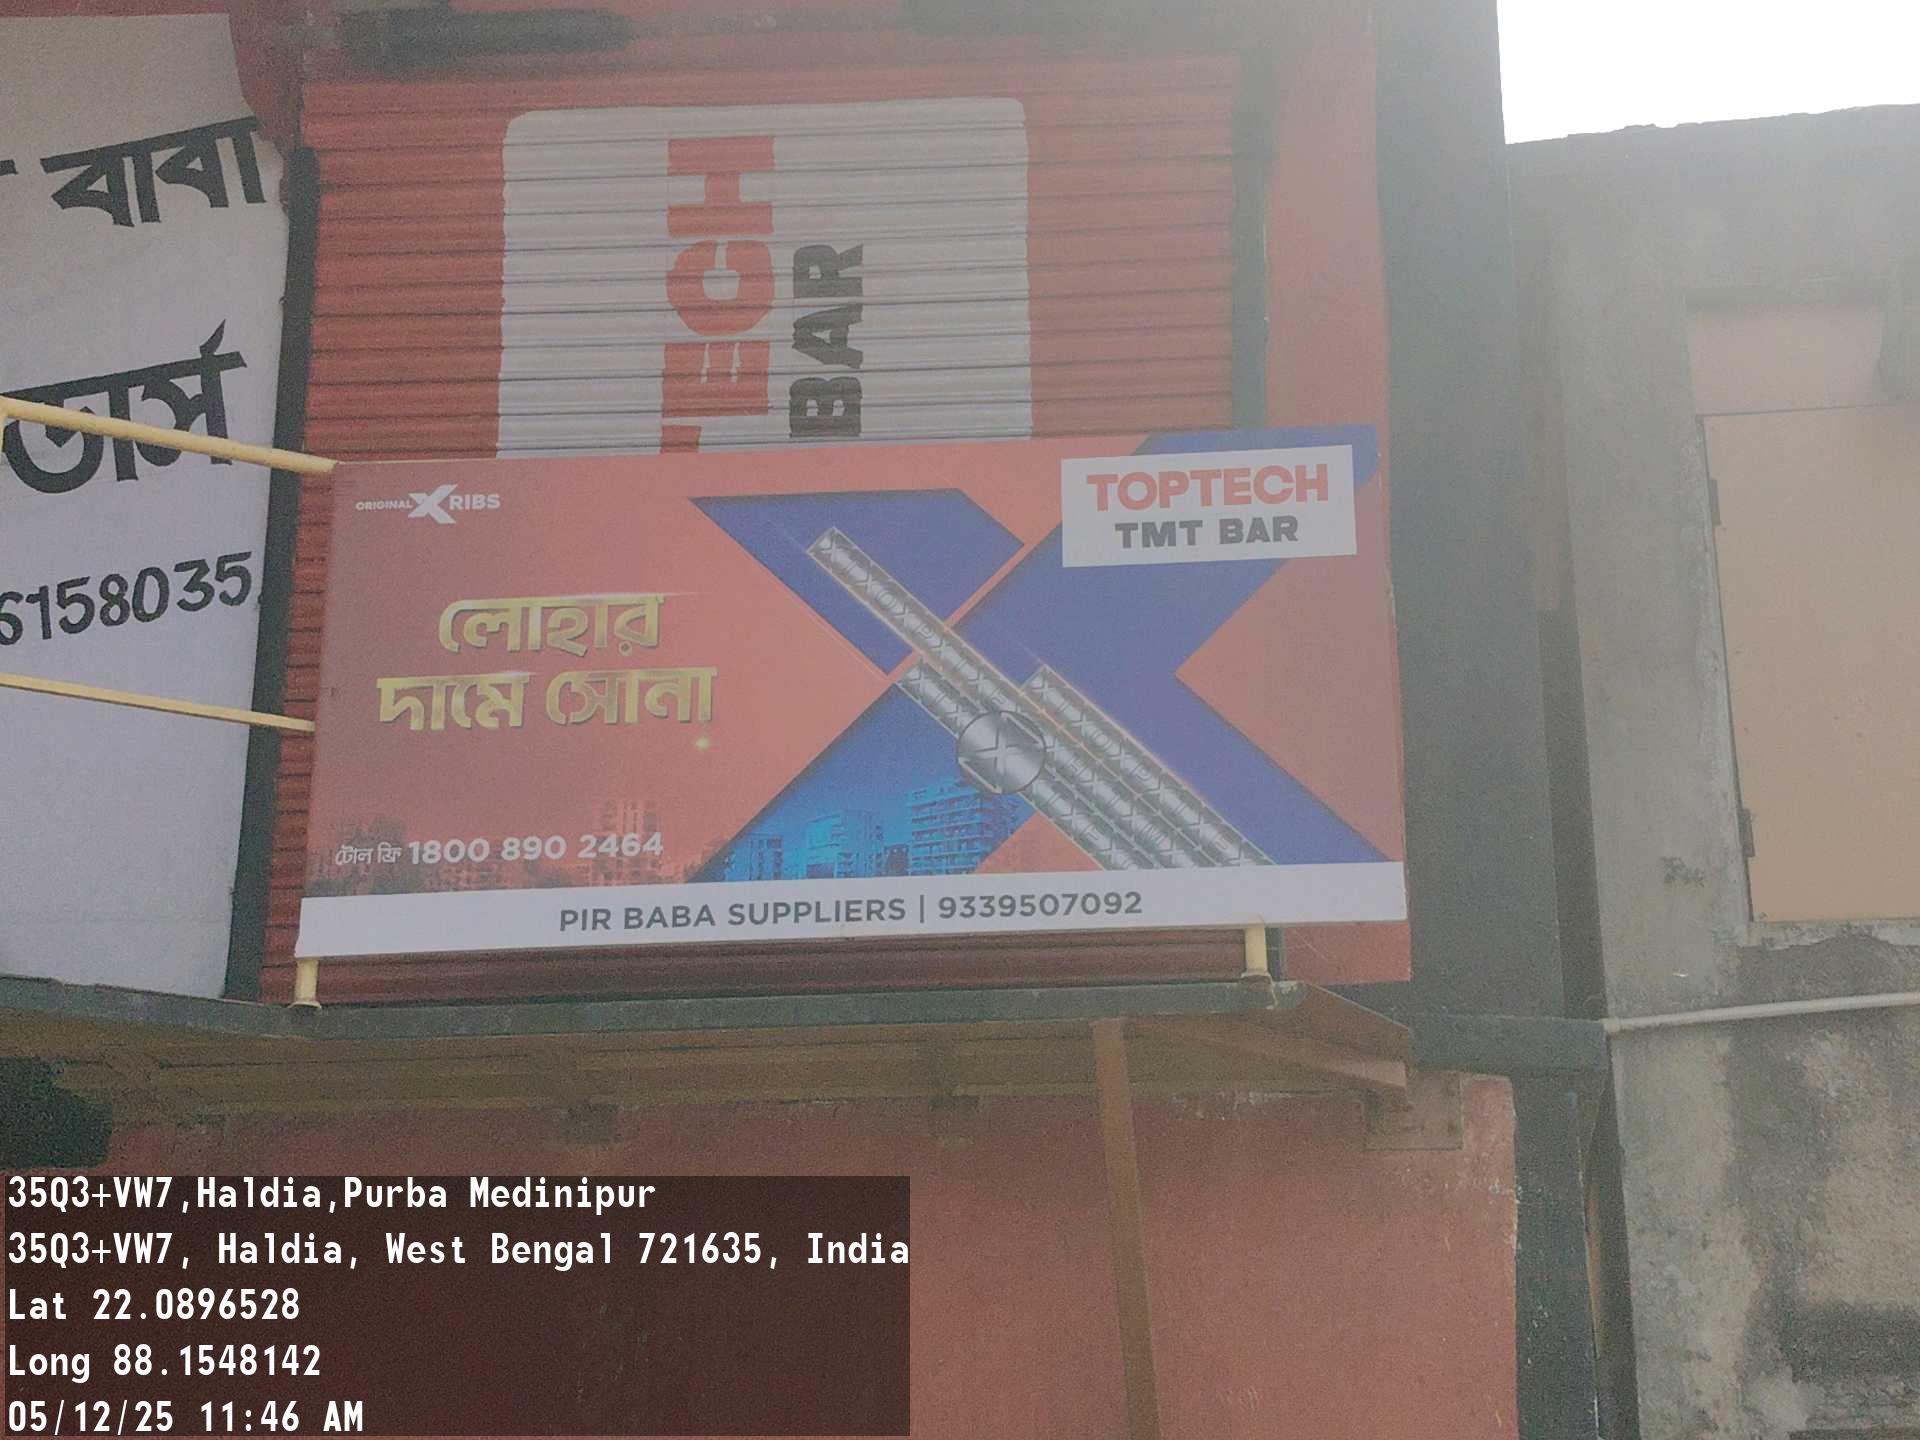 বাবা
ডার্স
6158035
TECH
BAR
ORIGINAL X RIBS
TOPTECH
TMT BAR
লোহার
দামে সোনা
টোল ফ্রি 1800 890 2464
PIR BABA SUPPLIERS | 9339507092
35Q3+VW7,Haldia,Purba Medinipur
35Q3+VW7, Haldia, West Bengal 721635, India
Lat 22.0896528
Long 88.1548142
05/12/25 11:46 AM